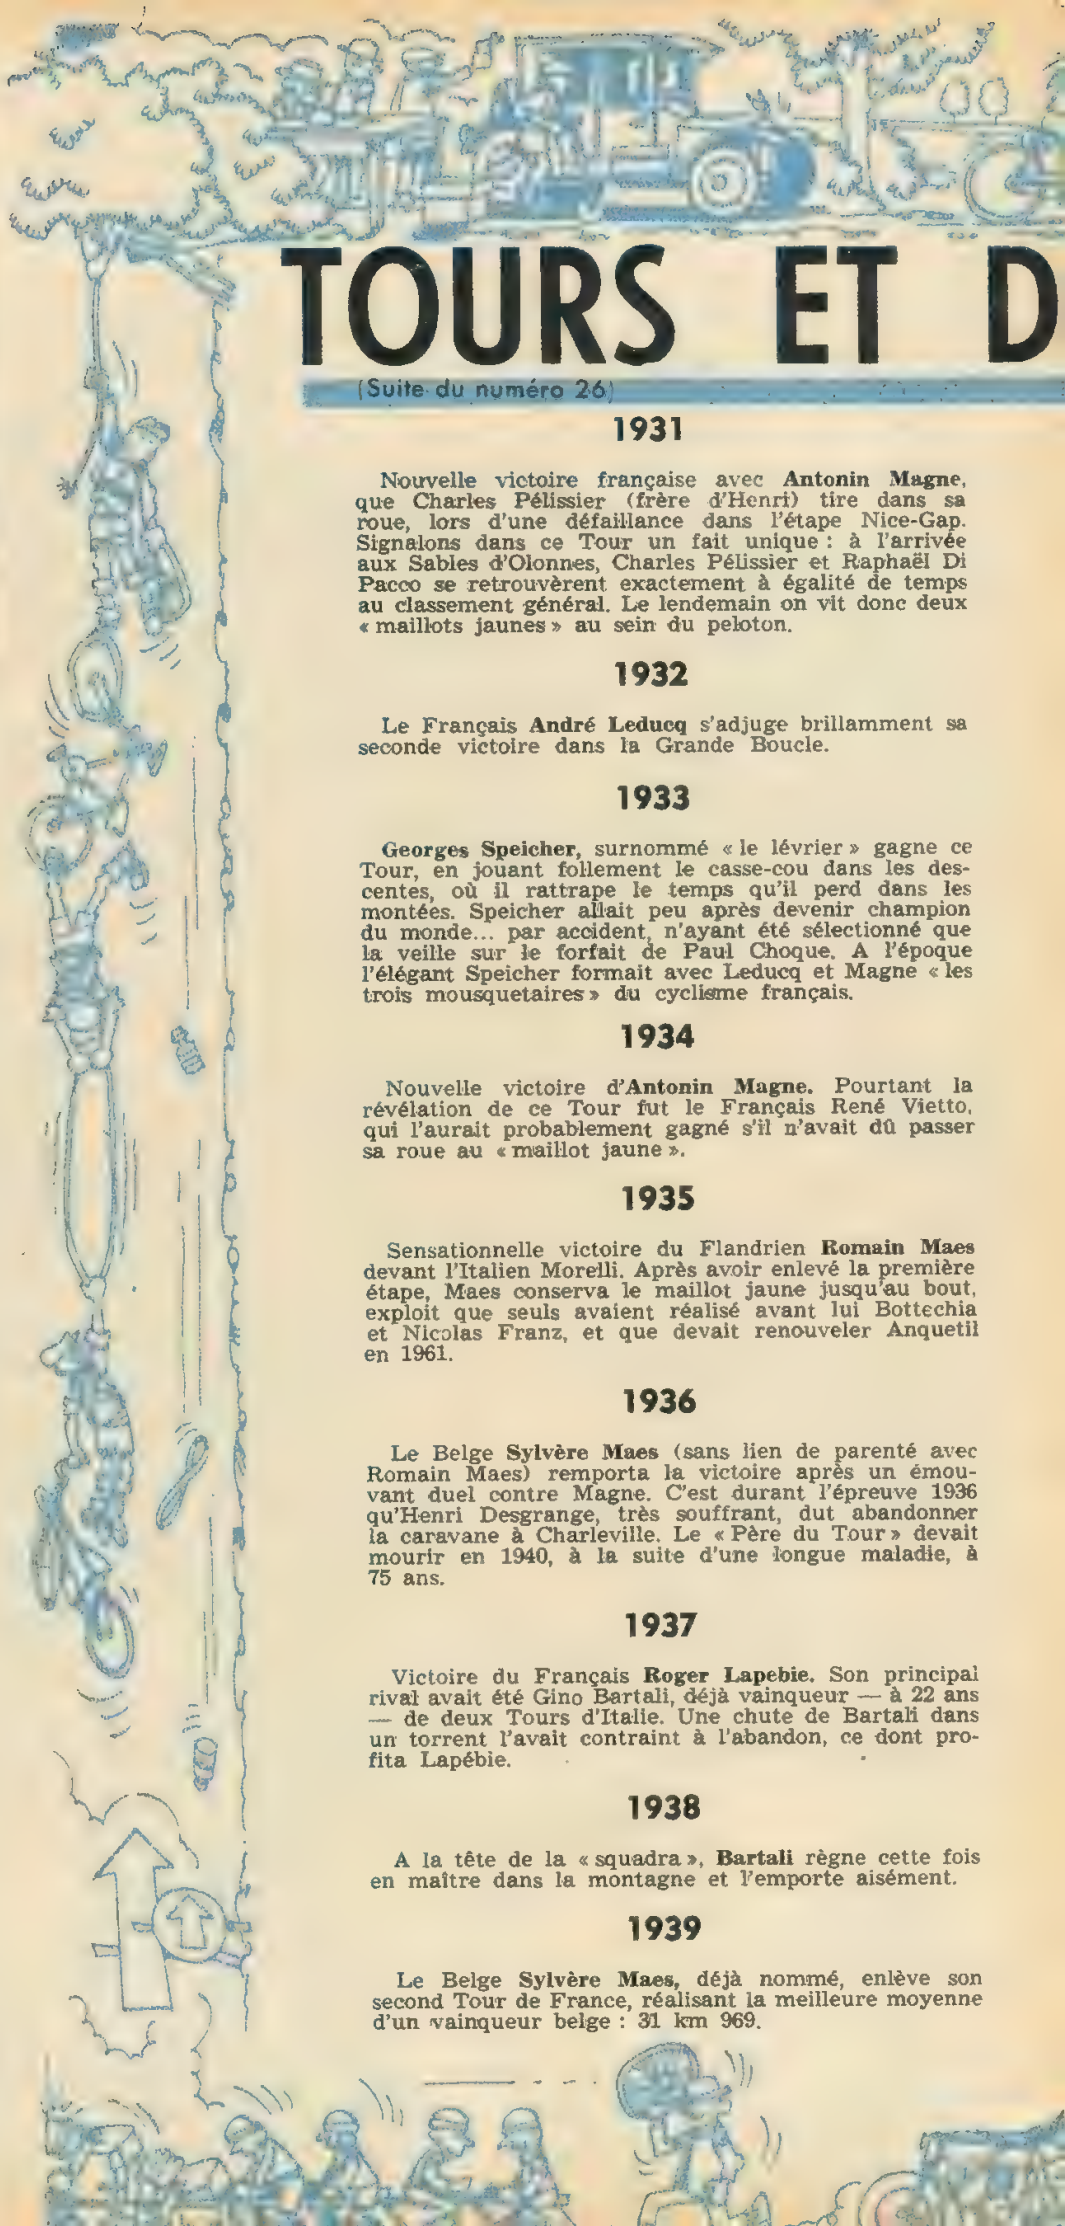 TOURS ET D
(Suite du numéro 26)
1931
Nouvelle victoire française avec Antonin Magne,
que Charles Pélissier (frère d'Henri) tire dans sa
roue, lors d'une défaillance dans l'étape Nice-Gap.
Signalons dans ce Tour un fait unique : à l'arrivée
aux Sables d'Olonnes, Charles Pélissier et Raphaël Di
Pacco se retrouvèrent exactement à égalité de temps
au classement général. Le lendemain on vit donc deux
« maillots jaunes » au sein du peloton.
1932
Le Français André Leducq s'adjuge brillamment sa
seconde victoire dans la Grande Boucle.
1933
Georges Speicher, surnommé « le lévrier » gagne ce
Tour, en jouant follement le casse-cou dans les des-
centes, où il rattrape le temps qu'il perd dans les
montées. Speicher allait peu après devenir champion
du monde... par accident, n'ayant été sélectionné que
la veille sur le forfait de Paul Choque. A l'époque
l'élégant Speicher formait avec Leducq et Magne « les
trois mousquetaires » du cyclisme français.
1934
Nouvelle victoire d'Antonin Magne. Pourtant la
révélation de ce Tour fut le Français René Vietto,
qui l'aurait probablement gagné s'il n'avait dû passer
sa roue au « maillot jaune ».
1935
Sensationnelle victoire du Flandrien Romain Maes
devant l'Italien Morelli. Après avoir enlevé la première
étape, Maes conserva le maillot jaune jusqu'au bout,
exploit que seuls avaient réalisé avant lui Bottechia
et Nicolas Franz, et que devait renouveler Anquetil
en 1961.
1936
Le Belge Sylvère Maes (sans lien de parenté avec
Romain Maes) remporta la victoire après un émou-
vant duel contre Magne. C'est durant l'épreuve 1936
qu'Henri Desgrange, très souffrant, dut abandonner
la caravane à Charleville. Le « Père du Tour » devait
mourir en 1940, à la suite d'une longue maladie, à
75 ans.
1937
Victoire du Français Roger Lapebie. Son principal
rival avait été Gino Bartali, déjà vainqueur — à 22 ans
— de deux Tours d'Italie. Une chute de Bartali dans
un torrent l'avait contraint à l'abandon, ce dont pro-
fita Lapébie.
1938
A la tête de la « squadra », Bartali règne cette fois
en maître dans la montagne et l'emporte aisément.
1939
Le Belge Sylvère Maes, déjà nommé, enlève son
second Tour de France, réalisant la meilleure moyenne
d'un vainqueur belge : 31 km 969.